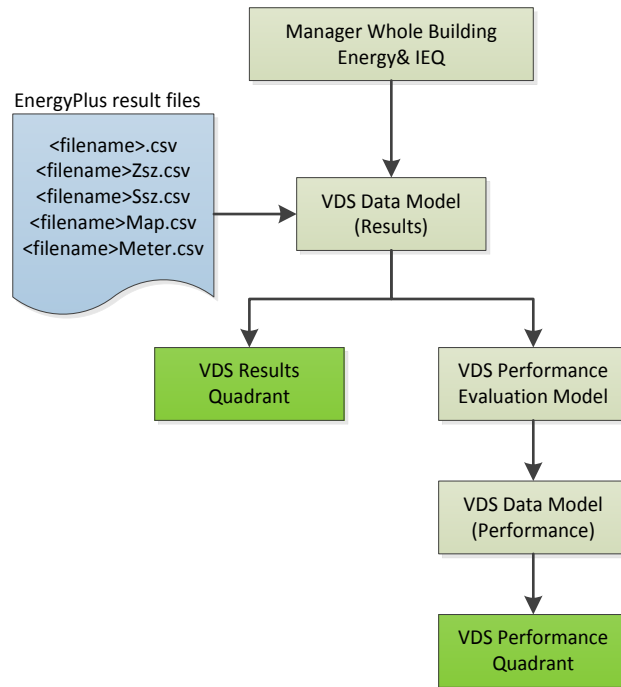 Manager Whole Building
Energy& IEQ
EnergyPlus result files
<filename>.csv
<filename>Zsz.csv
<filename>Ssz.csv
<filename>Map.csv
<filename>Meter.csv
VDS Data Model
(Results)
VDS Results
Quadrant
VDS Performance
Evaluation Model
VDS Data Model
(Performance)
VDS Performance
Quadrant